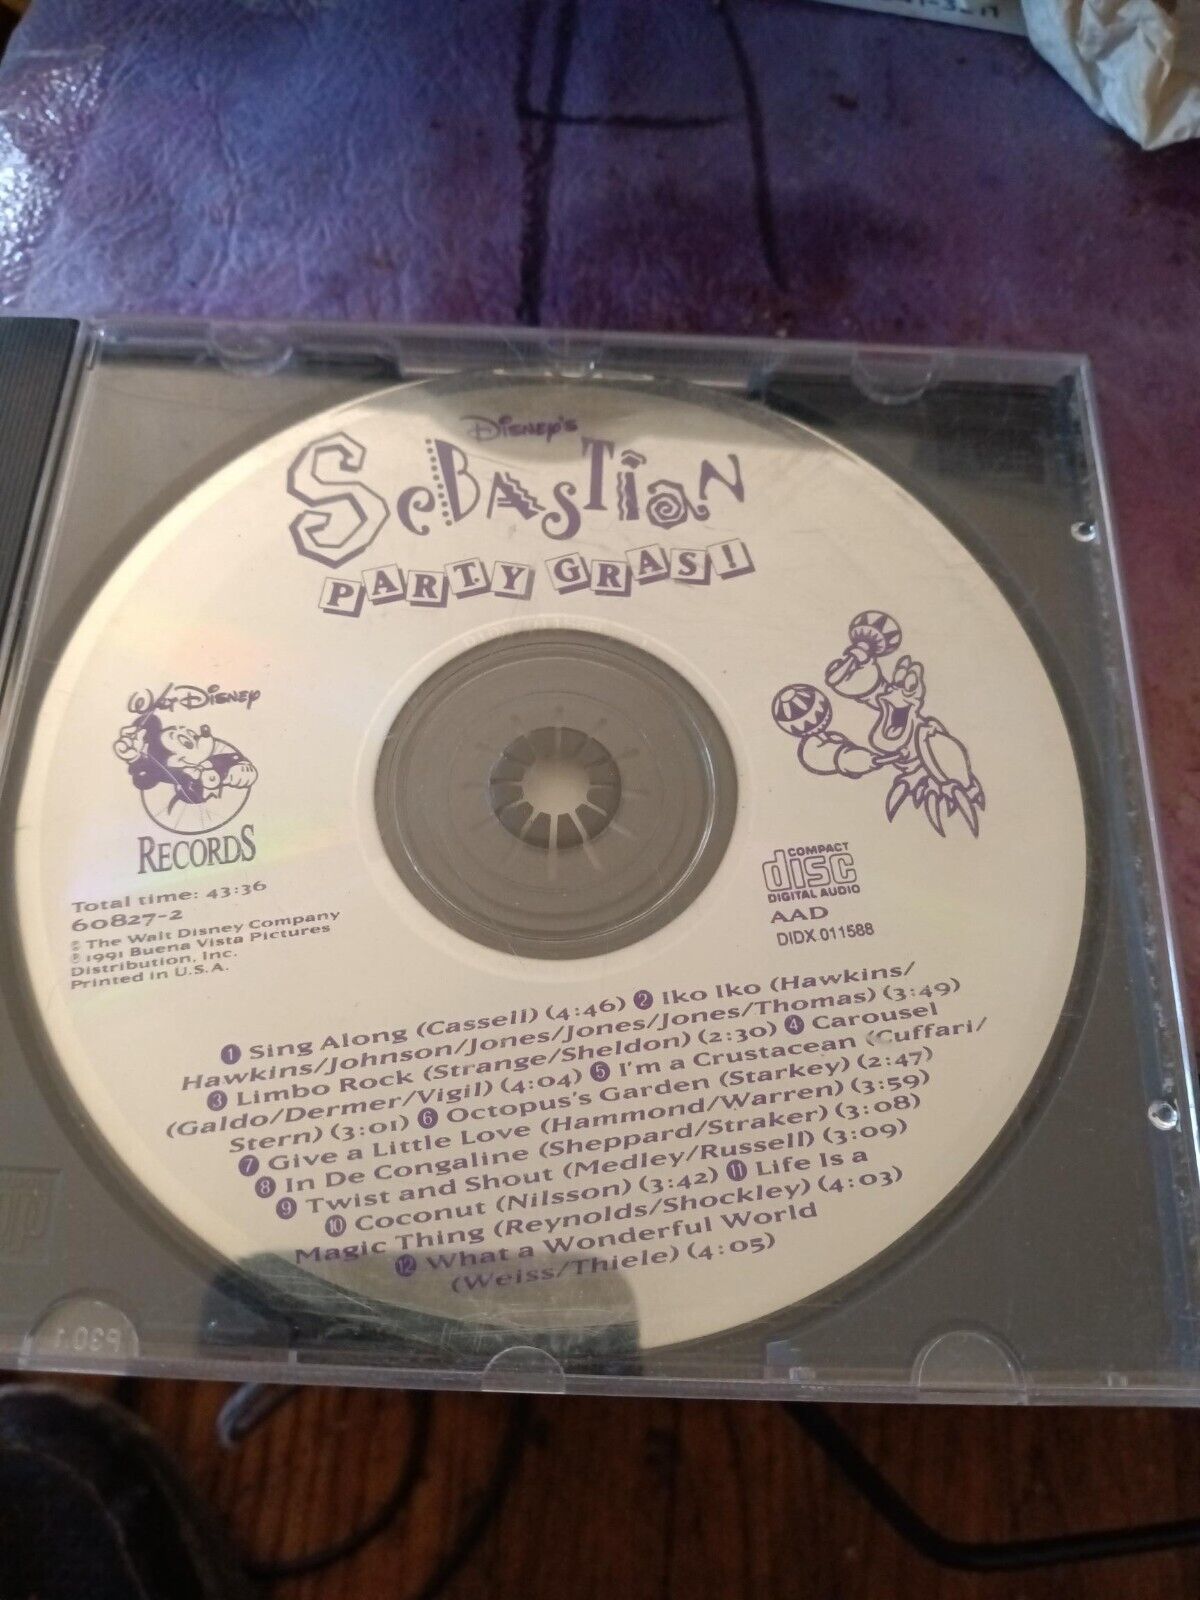 Disney's
Sebastian
PARTY GRAS!
Walt Disney
RECORDS
Total time: 43:36
60827-2
© The Walt Disney Company
℗ 1991 Buena Vista Pictures
Distribution, Inc.
Printed in U.S.A.
COMPACT
disc
DIGITAL AUDIO
AAD
DIDX 011588
1 Sing Along (Cassell) (4:46) 2 Iko Iko (Hawkins/
Hawkins/Johnson/Jones/Jones/Jones/Thomas) (3:49)
3 Limbo Rock (Strange/Sheldon) (2:30) 4 Carousel
(Galdo/Dermer/Vigil) (4:04) 5 I'm a Crustacean (Cuffari/
Stern) (3:01) 6 Octopus's Garden (Starkey) (2:47)
7 Give a Little Love (Hammond/Warren) (3:59)
8 In De Congaline (Sheppard/Straker) (3:08)
9 Twist and Shout (Medley/Russell) (3:09)
10 Coconut (Nilsson) (3:42) 11 Life Is a
Magic Thing (Reynolds/Shockley) (4:03)
12 What a Wonderful World
(Weiss/Thiele) (4:05)